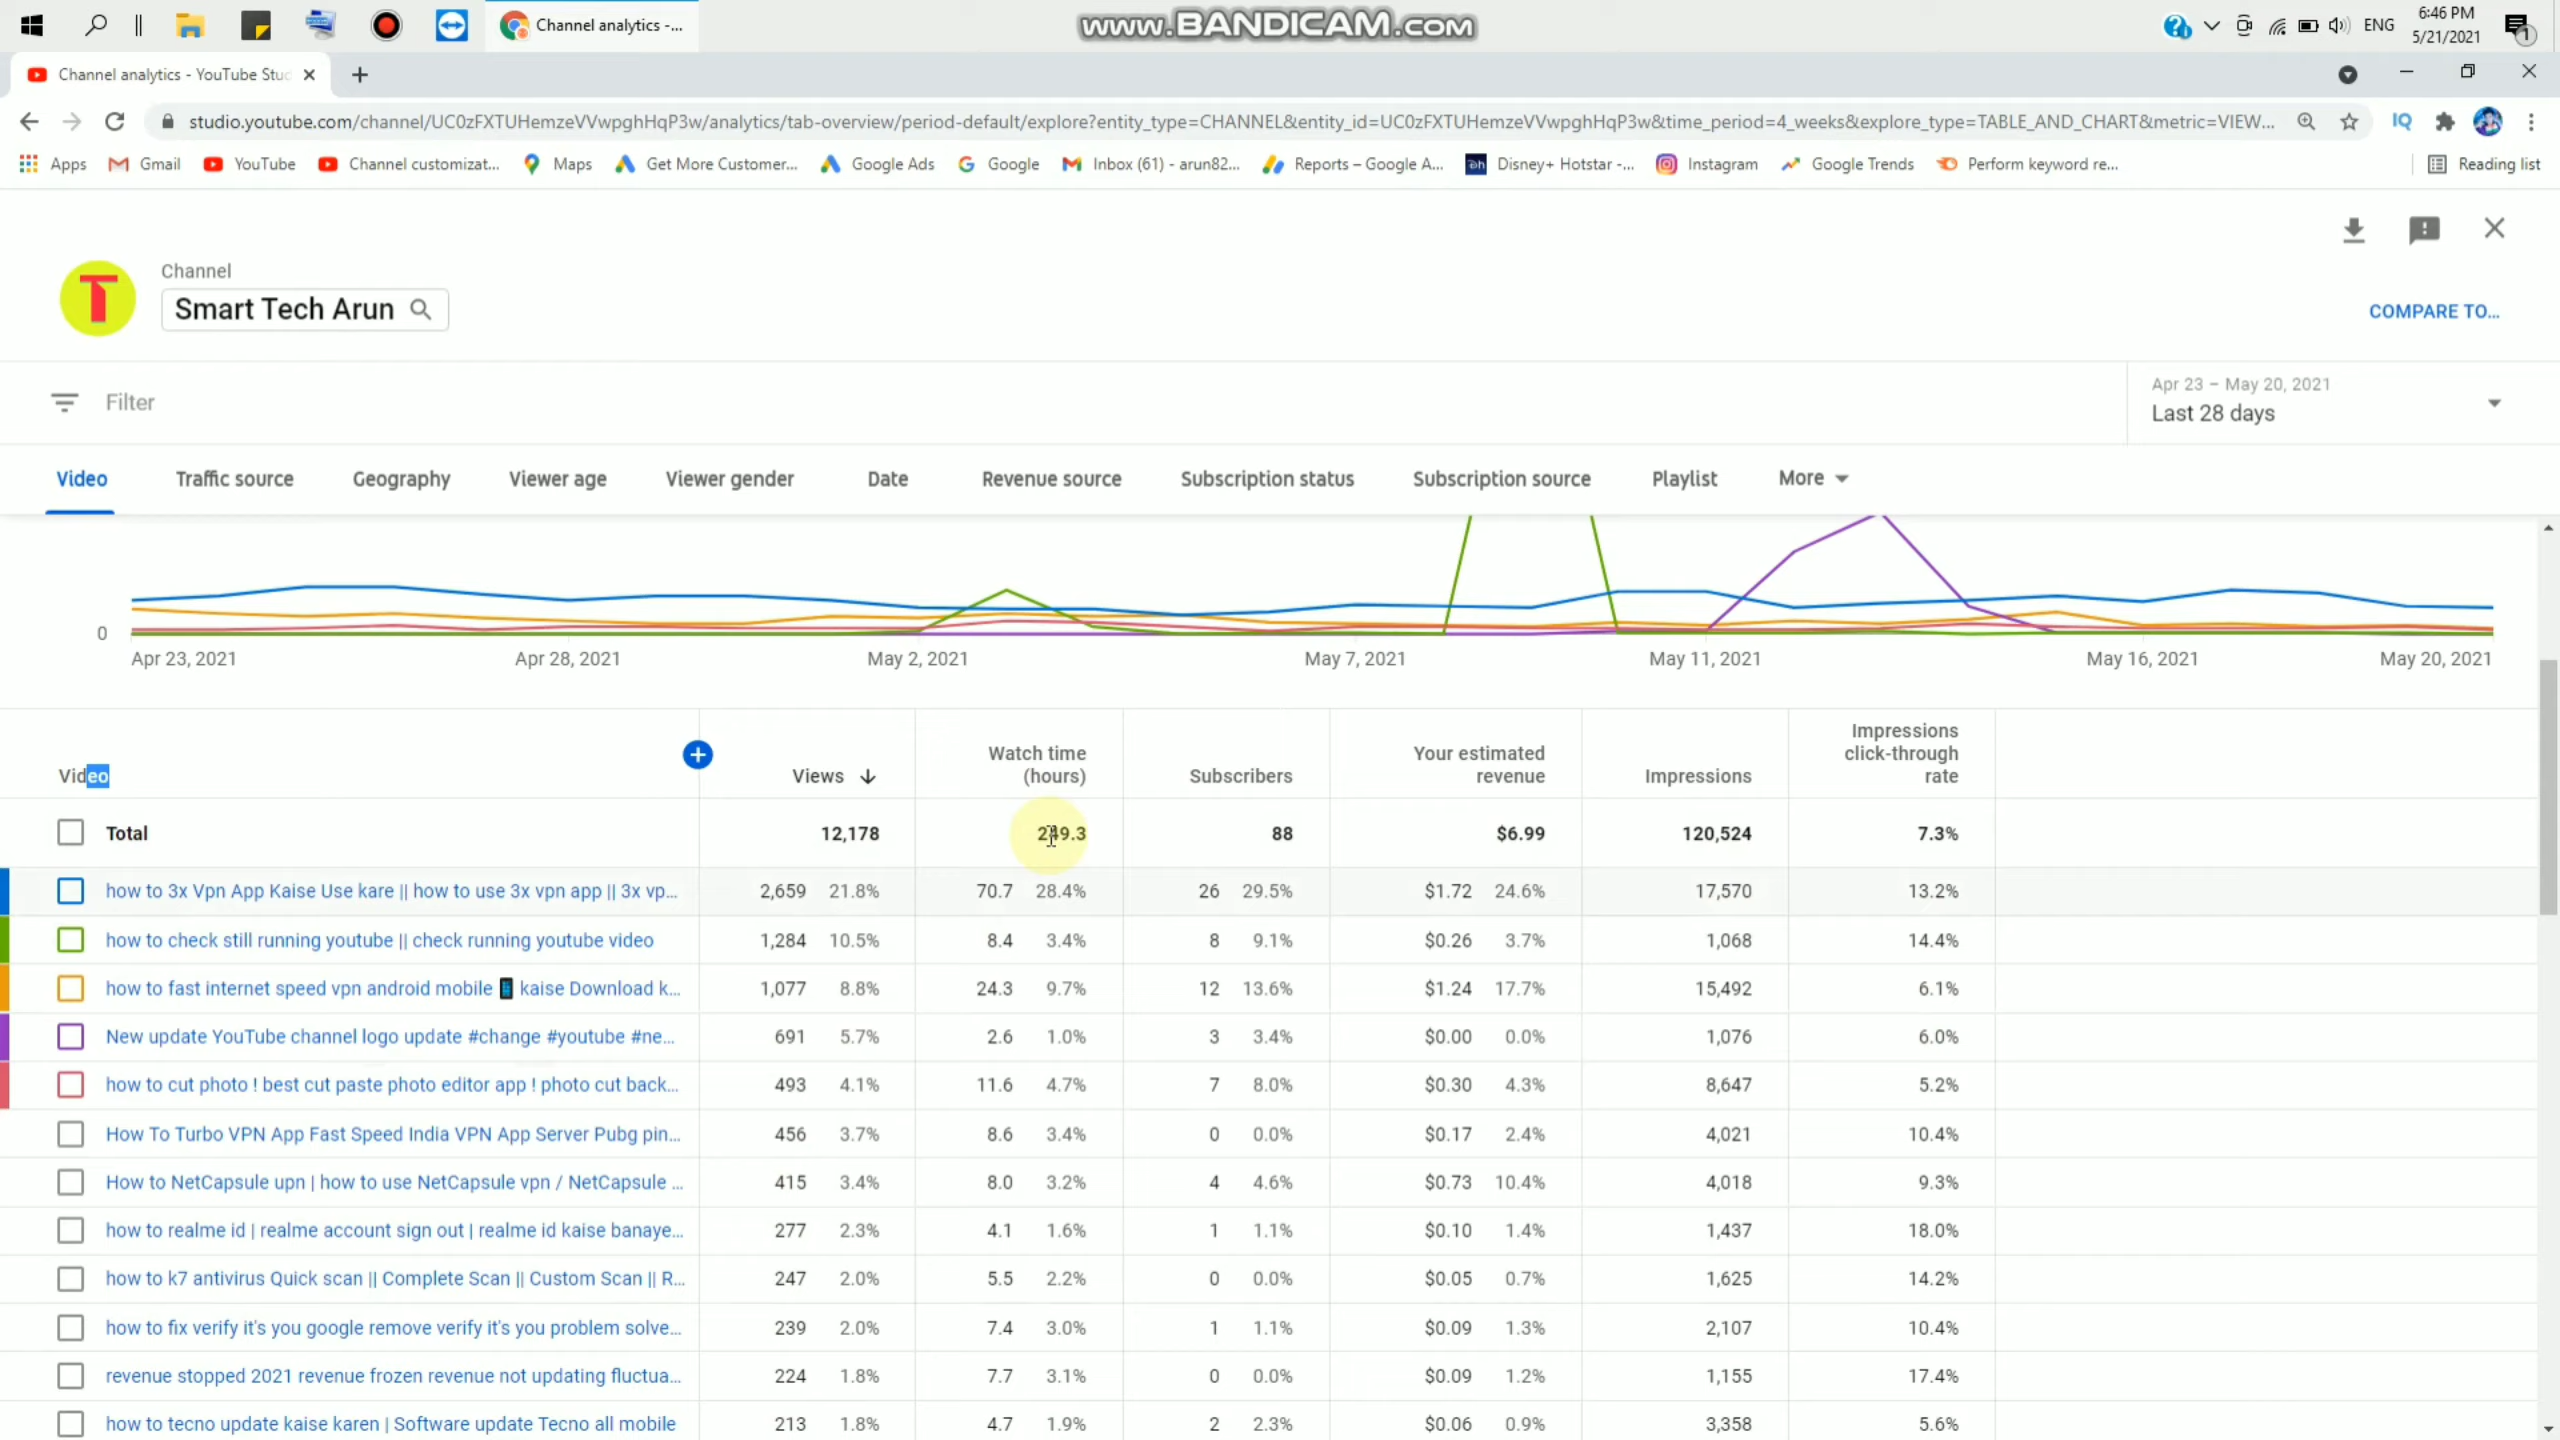 Channel analytics -...
www.BANDICAM.com
ENG
6:46 PM
5/21/2021
1
Channel analytics - YouTube Stud
studio.youtube.com/channel/UC0zFXTUHemzeVVwpghHqP3w/analytics/tab-overview/period-default/explore?entity_type=CHANNEL&entity_id=UC0zFXTUHemzeVVwpghHqP3w&time_period=4_weeks&explore_type=TABLE_AND_CHART&metric=VIEW...
IQ
Apps Gmail YouTube Channel customizat... Maps Get More Customer... Google Ads Google Inbox (61) - arun82... Reports – Google A... Disney+ Hotstar -... Instagram Google Trends Perform keyword re... Reading list
Channel
T
Smart Tech Arun
COMPARE TO...
Filter
Apr 23 – May 20, 2021
Last 28 days
Video Traffic source Geography Viewer age Viewer gender Date Revenue source Subscription status Subscription source Playlist More
0
Apr 23, 2021 Apr 28, 2021 May 2, 2021 May 7, 2021 May 11, 2021 May 16, 2021 May 20, 2021
Video Views Watch time (hours) Subscribers Your estimated revenue Impressions Impressions click-through rate
Total 12,178 249.3 88 $6.99 120,524 7.3%
how to 3x Vpn App Kaise Use kare || how to use 3x vpn app || 3x vp... 2,659 21.8% 70.7 28.4% 26 29.5% $1.72 24.6% 17,570 13.2%
how to check still running youtube || check running youtube video 1,284 10.5% 8.4 3.4% 8 9.1% $0.26 3.7% 1,068 14.4%
how to fast internet speed vpn android mobile 📱 kaise Download k... 1,077 8.8% 24.3 9.7% 12 13.6% $1.24 17.7% 15,492 6.1%
New update YouTube channel logo update #change #youtube #ne... 691 5.7% 2.6 1.0% 3 3.4% $0.00 0.0% 1,076 6.0%
how to cut photo ! best cut paste photo editor app ! photo cut back... 493 4.1% 11.6 4.7% 7 8.0% $0.30 4.3% 8,647 5.2%
How To Turbo VPN App Fast Speed India VPN App Server Pubg pin... 456 3.7% 8.6 3.4% 0 0.0% $0.17 2.4% 4,021 10.4%
How to NetCapsule upn | how to use NetCapsule vpn / NetCapsule ... 415 3.4% 8.0 3.2% 4 4.6% $0.73 10.4% 4,018 9.3%
how to realme id | realme account sign out | realme id kaise banaye... 277 2.3% 4.1 1.6% 1 1.1% $0.10 1.4% 1,437 18.0%
how to k7 antivirus Quick scan || Complete Scan || Custom Scan || R... 247 2.0% 5.5 2.2% 0 0.0% $0.05 0.7% 1,625 14.2%
how to fix verify it's you google remove verify it's you problem solve... 239 2.0% 7.4 3.0% 1 1.1% $0.09 1.3% 2,107 10.4%
revenue stopped 2021 revenue frozen revenue not updating fluctua... 224 1.8% 7.7 3.1% 0 0.0% $0.09 1.2% 1,155 17.4%
how to tecno update kaise karen | Software update Tecno all mobile 213 1.8% 4.7 1.9% 2 2.3% $0.06 0.9% 3,358 5.6%